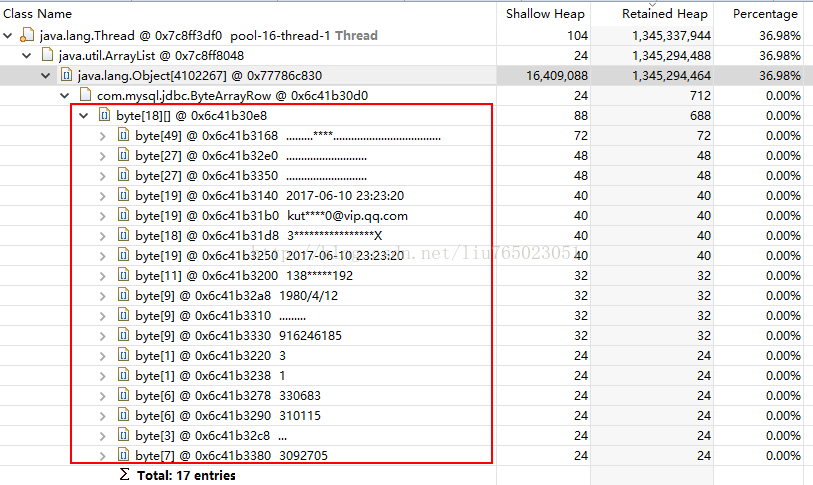 Class Name Shallow Heap Retained Heap Percentage
java.lang.Thread @ 0x7c8ff3df0 pool-16-thread-1 Thread 104 1,345,337,944 36.98%
java.util.ArrayList @ 0x7c8ff8048 24 1,345,294,488 36.98%
java.lang.Object[4102267] @ 0x77786c830 16,409,088 1,345,294,464 36.98%
com.mysql.jdbc.ByteArrayRow @ 0x6c41b30d0 24 712 0.00%
byte[18][] @ 0x6c41b30e8 88 688 0.00%
byte[49] @ 0x6c41b3168 .........****.................................... 72 72 0.00%
byte[27] @ 0x6c41b32e0 ........................... 48 48 0.00%
byte[27] @ 0x6c41b3350 ........................... 48 48 0.00%
byte[19] @ 0x6c41b3140 2017-06-10 23:23:20 40 40 0.00%
byte[19] @ 0x6c41b31b0 kut****0@vip.qq.com 40 40 0.00%
byte[18] @ 0x6c41b31d8 3****************X 40 40 0.00%
byte[19] @ 0x6c41b3250 2017-06-10 23:23:20 40 40 0.00%
byte[11] @ 0x6c41b3200 138*****192 32 32 0.00%
byte[9] @ 0x6c41b32a8 1980/4/12 32 32 0.00%
byte[9] @ 0x6c41b3310 ......... 32 32 0.00%
byte[9] @ 0x6c41b3330 916246185 32 32 0.00%
byte[1] @ 0x6c41b3220 3 24 24 0.00%
byte[1] @ 0x6c41b3238 1 24 24 0.00%
byte[6] @ 0x6c41b3278 330683 24 24 0.00%
byte[6] @ 0x6c41b3290 310115 24 24 0.00%
byte[3] @ 0x6c41b32c8 ... 24 24 0.00%
byte[7] @ 0x6c41b3380 3092705 24 24 0.00%
Σ Total: 17 entries